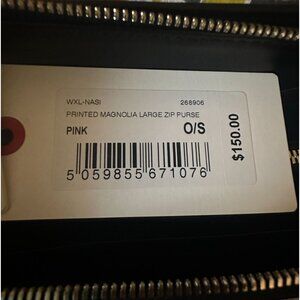 WXL-NASI 268906
PRINTED MAGNOLIA LARGE ZIP PURSE
PINK O/S
$150.00
5 059855 671076